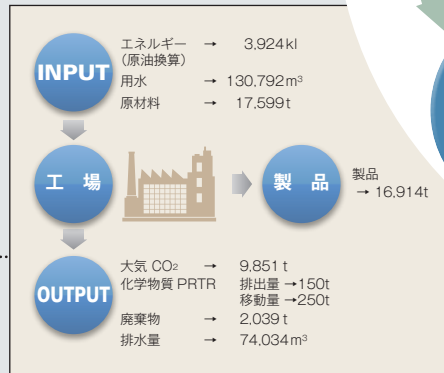 INPUT
エネルギー → 3,924kl
（原油換算）
用水 → 130,792m³
原材料 → 17,599t
工 場
製 品
製品
→ 16,914t
OUTPUT
大気 CO₂ → 9,851 t
化学物質 PRTR 排出量 →150t
移動量 →250t
廃棄物 → 2,039 t
排水量 → 74,034m³